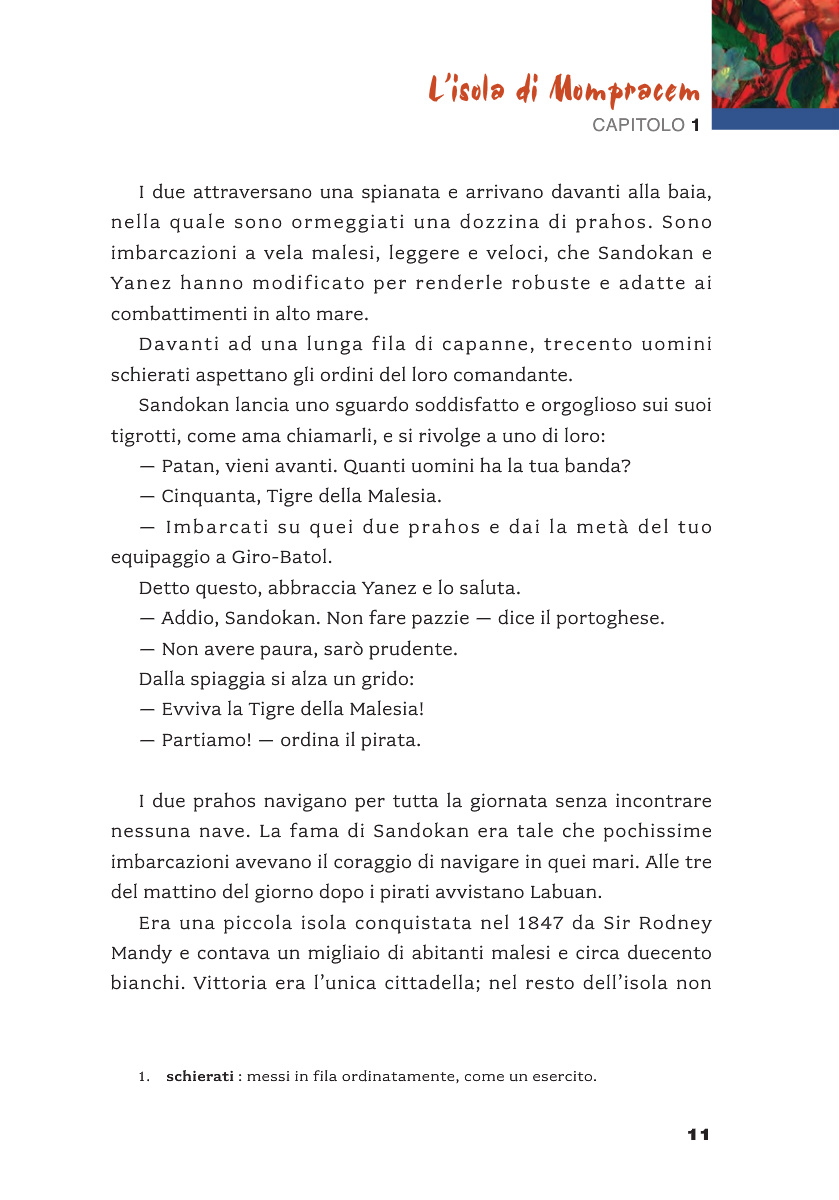 L'isola di Mompracem
CAPITOLO 1
I due attraversano una spianata e arrivano davanti alla baia,
nella quale sono ormeggiati una dozzina di prahos. Sono
imbarcazioni a vela malesi, leggere e veloci, che Sandokan e
Yanez hanno modificato per renderle robuste e adatte ai
combattimenti in alto mare.
Davanti ad una lunga fila di capanne, trecento uomini
schierati aspettano gli ordini del loro comandante.
Sandokan lancia uno sguardo soddisfatto e orgoglioso sui suoi
tigrotti, come ama chiamarli, e si rivolge a uno di loro:
— Patan, vieni avanti. Quanti uomini ha la tua banda?
— Cinquanta, Tigre della Malesia.
— Imbarcati su quei due prahos e dai la metà del tuo
equipaggio a Giro-Batol.
Detto questo, abbraccia Yanez e lo saluta.
— Addio, Sandokan. Non fare pazzie — dice il portoghese.
— Non avere paura, sarò prudente.
Dalla spiaggia si alza un grido:
— Evviva la Tigre della Malesia!
— Partiamo! — ordina il pirata.
I due prahos navigano per tutta la giornata senza incontrare
nessuna nave. La fama di Sandokan era tale che pochissime
imbarcazioni avevano il coraggio di navigare in quei mari. Alle tre
del mattino del giorno dopo i pirati avvistano Labuan.
Era una piccola isola conquistata nel 1847 da Sir Rodney
Mandy e contava un migliaio di abitanti malesi e circa duecento
bianchi. Vittoria era l'unica cittadella; nel resto dell'isola non
1. schierati : messi in fila ordinatamente, come un esercito.
11